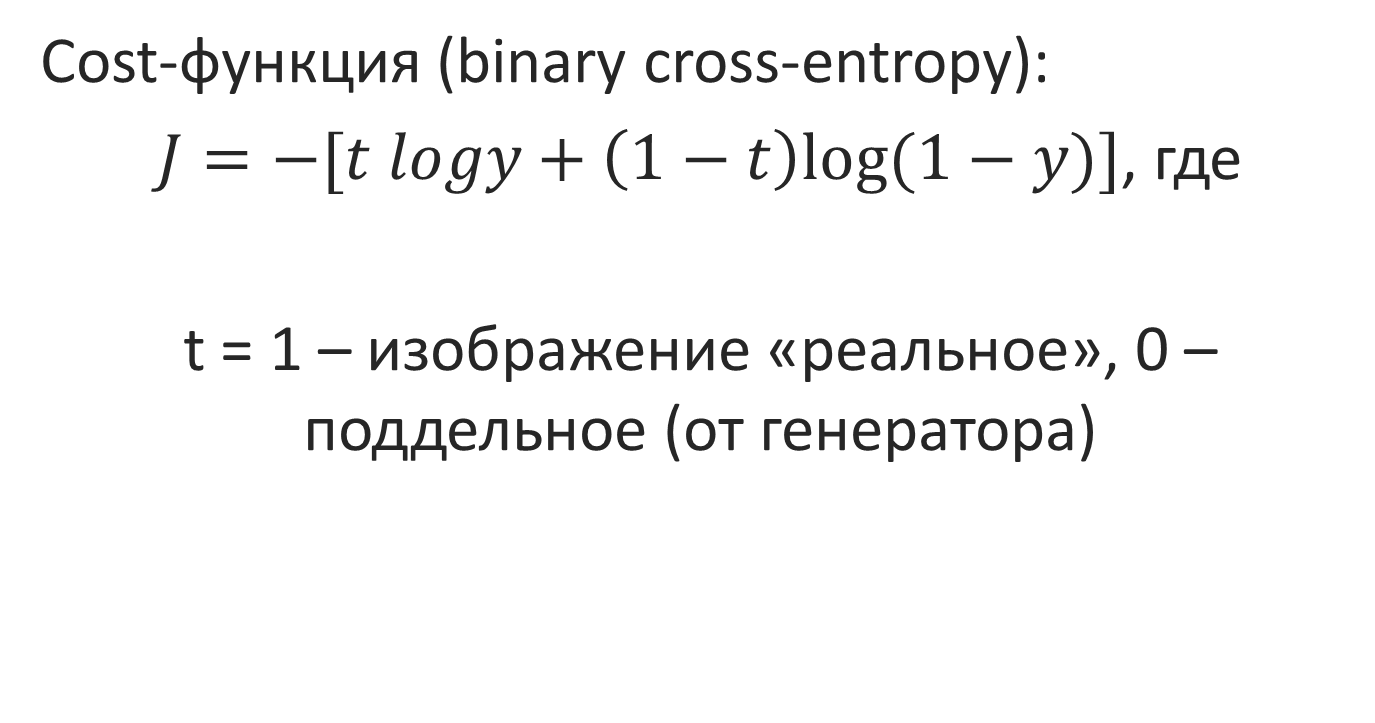 Cost-функция (binary cross-entropy):
J = −[t logy + (1 − t)log(1 − y)], где
t = 1 – изображение «реальное», 0 –
поддельное (от генератора)